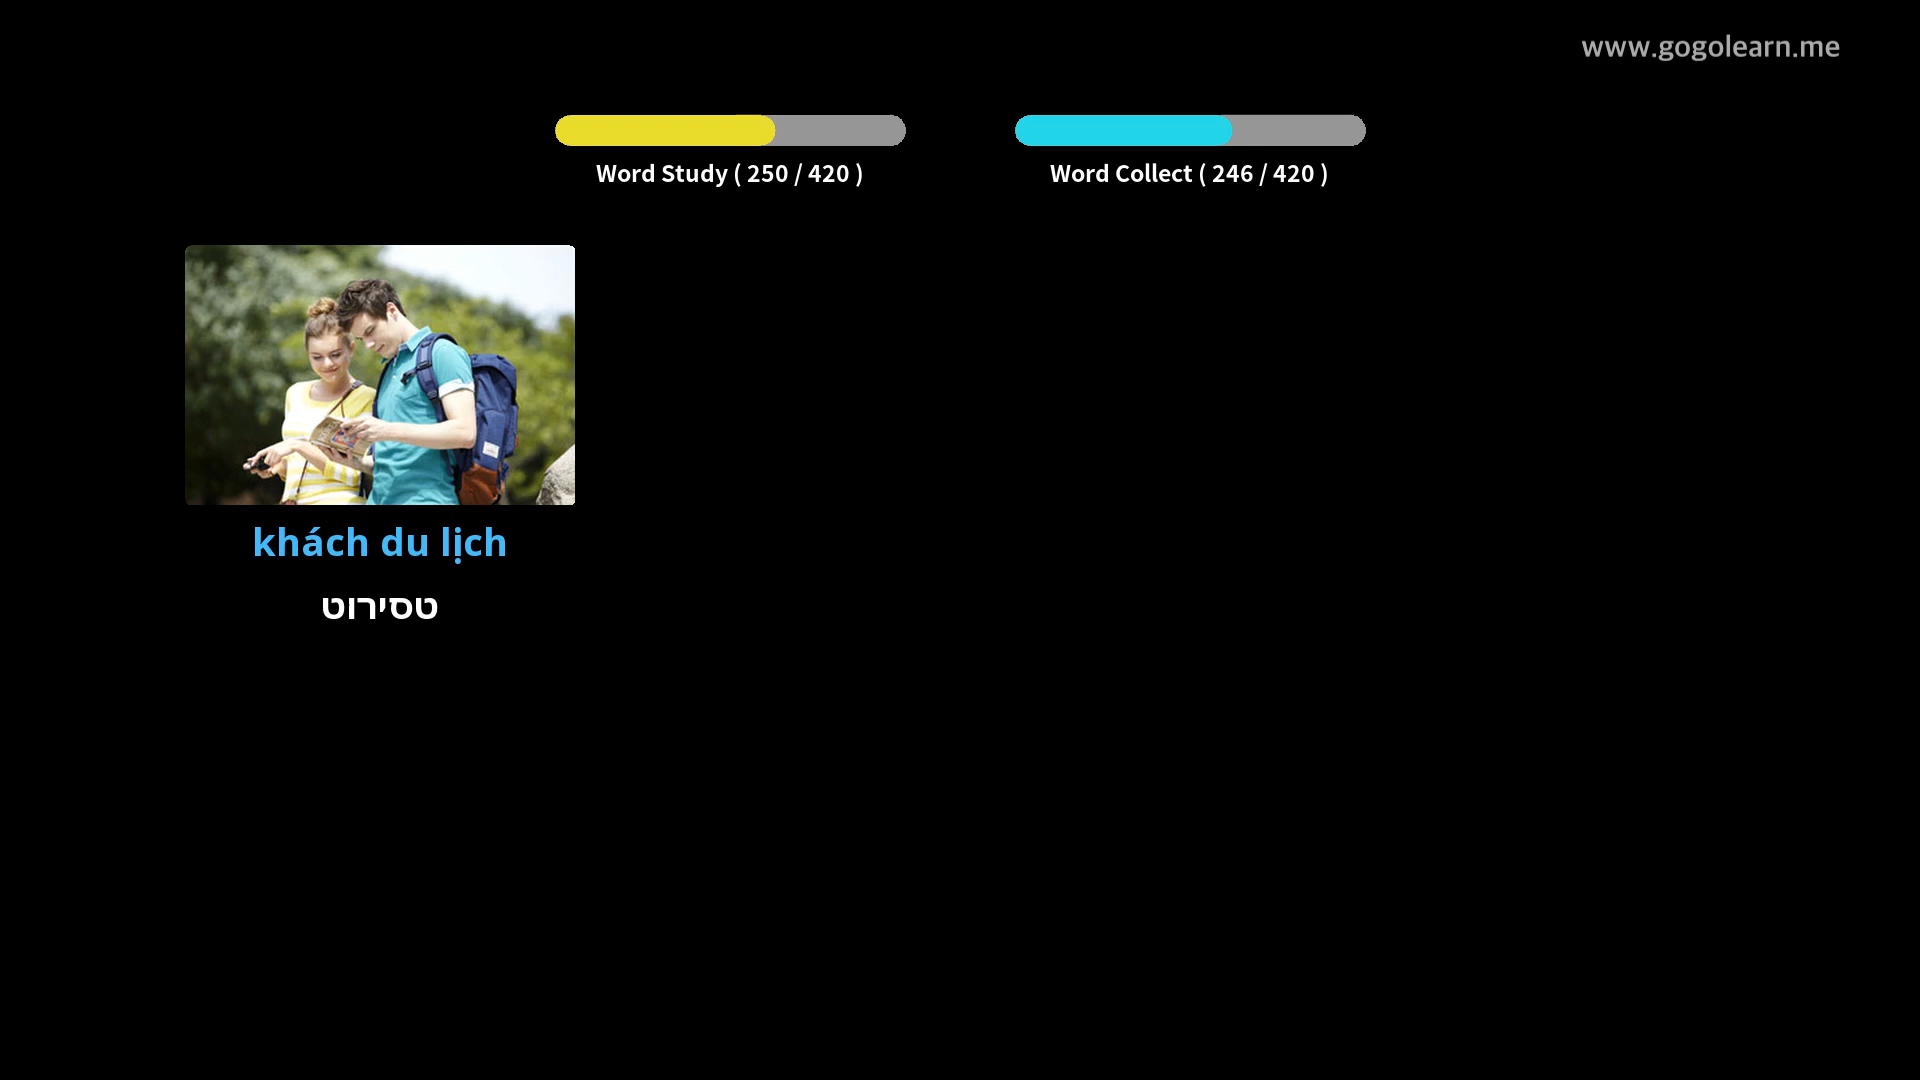 www.gogolearn.me
Word Study ( 250 / 420 )
Word Collect ( 246 / 420 )
khách du lịch
טסירוט